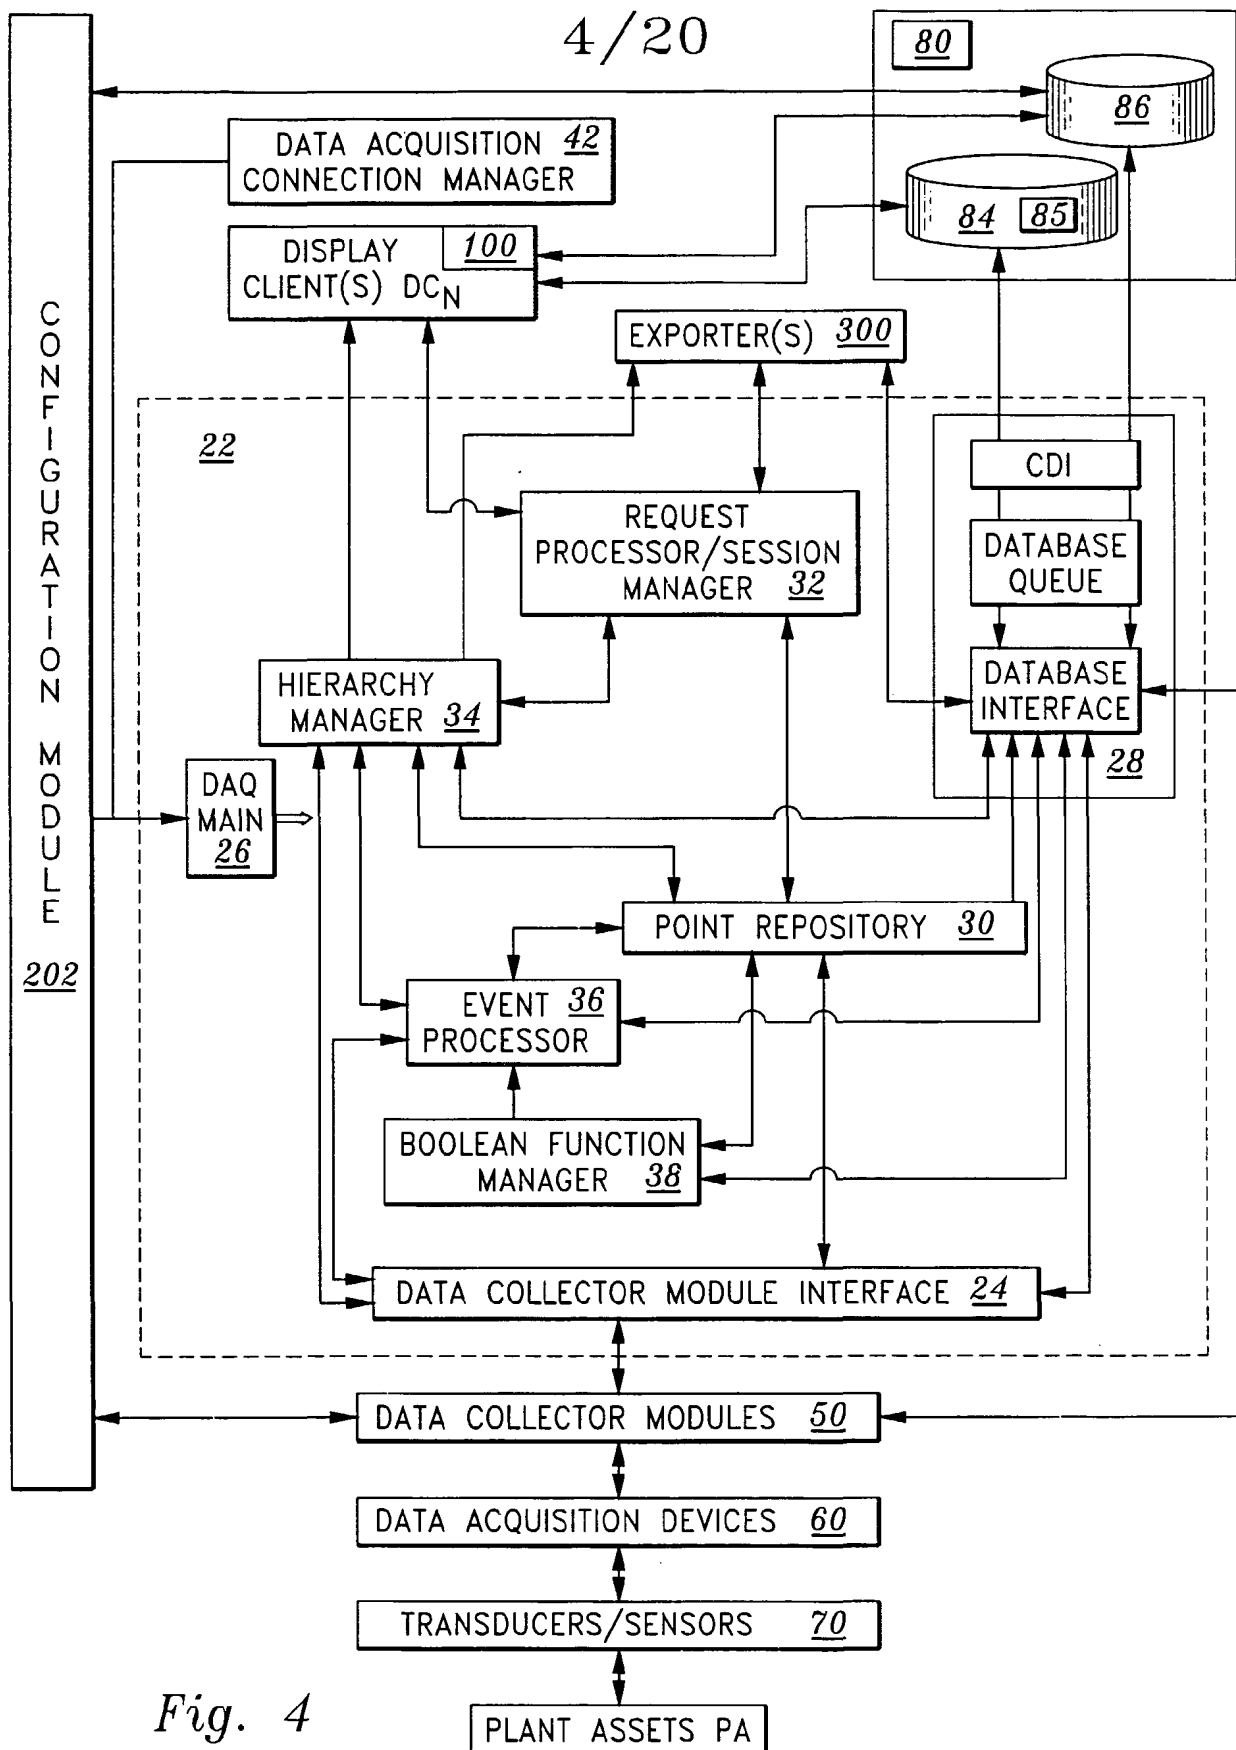 4/20
80
86
DATA ACQUISITION 42
CONNECTION MANAGER
84 85
DISPLAY 100
CLIENT(S) DCN
EXPORTER(S) 300
CONFIGURATION MODULE
202
22
CDI
REQUEST
PROCESSOR/SESSION
MANAGER 32
DATABASE
QUEUE
HIERARCHY
MANAGER 34
DATABASE
INTERFACE
28
DAQ
MAIN
26
POINT REPOSITORY 30
EVENT 36
PROCESSOR
BOOLEAN FUNCTION
MANAGER 38
DATA COLLECTOR MODULE INTERFACE 24
DATA COLLECTOR MODULES 50
DATA ACQUISITION DEVICES 60
TRANSDUCERS/SENSORS 70
PLANT ASSETS PA
Fig. 4